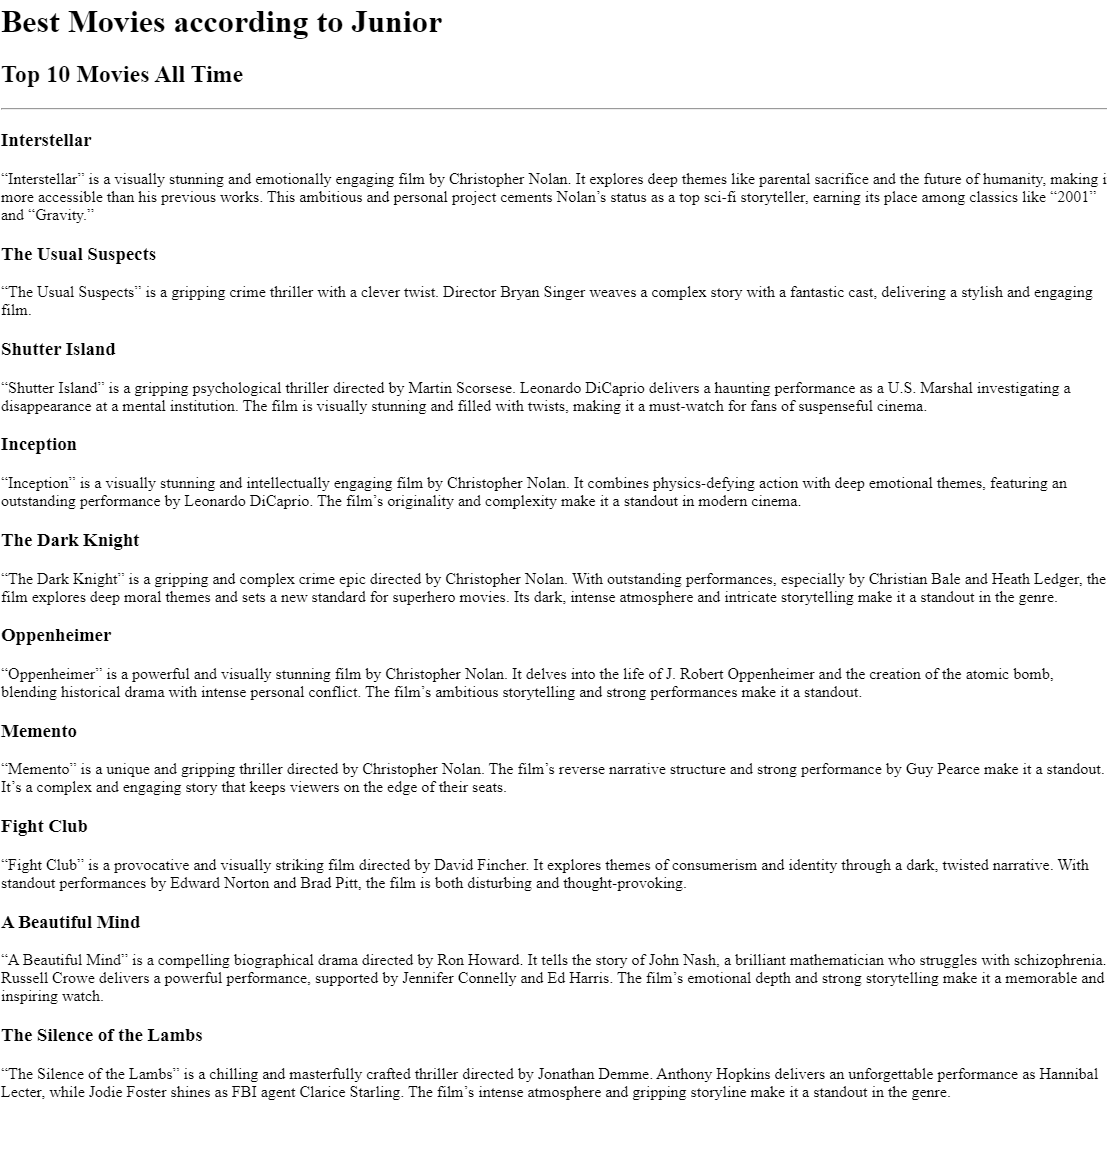 Best Movies according to Junior
Top 10 Movies All Time
Interstellar
“Interstellar” is a visually stunning and emotionally engaging film by Christopher Nolan. It explores deep themes like parental sacrifice and the future of humanity, making i
more accessible than his previous works. This ambitious and personal project cements Nolan’s status as a top sci-fi storyteller, earning its place among classics like “2001”
and “Gravity.”
The Usual Suspects
“The Usual Suspects” is a gripping crime thriller with a clever twist. Director Bryan Singer weaves a complex story with a fantastic cast, delivering a stylish and engaging
film.
Shutter Island
“Shutter Island” is a gripping psychological thriller directed by Martin Scorsese. Leonardo DiCaprio delivers a haunting performance as a U.S. Marshal investigating a
disappearance at a mental institution. The film is visually stunning and filled with twists, making it a must-watch for fans of suspenseful cinema.
Inception
“Inception” is a visually stunning and intellectually engaging film by Christopher Nolan. It combines physics-defying action with deep emotional themes, featuring an
outstanding performance by Leonardo DiCaprio. The film’s originality and complexity make it a standout in modern cinema.
The Dark Knight
“The Dark Knight” is a gripping and complex crime epic directed by Christopher Nolan. With outstanding performances, especially by Christian Bale and Heath Ledger, the
film explores deep moral themes and sets a new standard for superhero movies. Its dark, intense atmosphere and intricate storytelling make it a standout in the genre.
Oppenheimer
“Oppenheimer” is a powerful and visually stunning film by Christopher Nolan. It delves into the life of J. Robert Oppenheimer and the creation of the atomic bomb,
blending historical drama with intense personal conflict. The film’s ambitious storytelling and strong performances make it a standout.
Memento
“Memento” is a unique and gripping thriller directed by Christopher Nolan. The film’s reverse narrative structure and strong performance by Guy Pearce make it a standout.
It’s a complex and engaging story that keeps viewers on the edge of their seats.
Fight Club
“Fight Club” is a provocative and visually striking film directed by David Fincher. It explores themes of consumerism and identity through a dark, twisted narrative. With
standout performances by Edward Norton and Brad Pitt, the film is both disturbing and thought-provoking.
A Beautiful Mind
“A Beautiful Mind” is a compelling biographical drama directed by Ron Howard. It tells the story of John Nash, a brilliant mathematician who struggles with schizophrenia.
Russell Crowe delivers a powerful performance, supported by Jennifer Connelly and Ed Harris. The film’s emotional depth and strong storytelling make it a memorable and
inspiring watch.
The Silence of the Lambs
“The Silence of the Lambs” is a chilling and masterfully crafted thriller directed by Jonathan Demme. Anthony Hopkins delivers an unforgettable performance as Hannibal
Lecter, while Jodie Foster shines as FBI agent Clarice Starling. The film’s intense atmosphere and gripping storyline make it a standout in the genre.